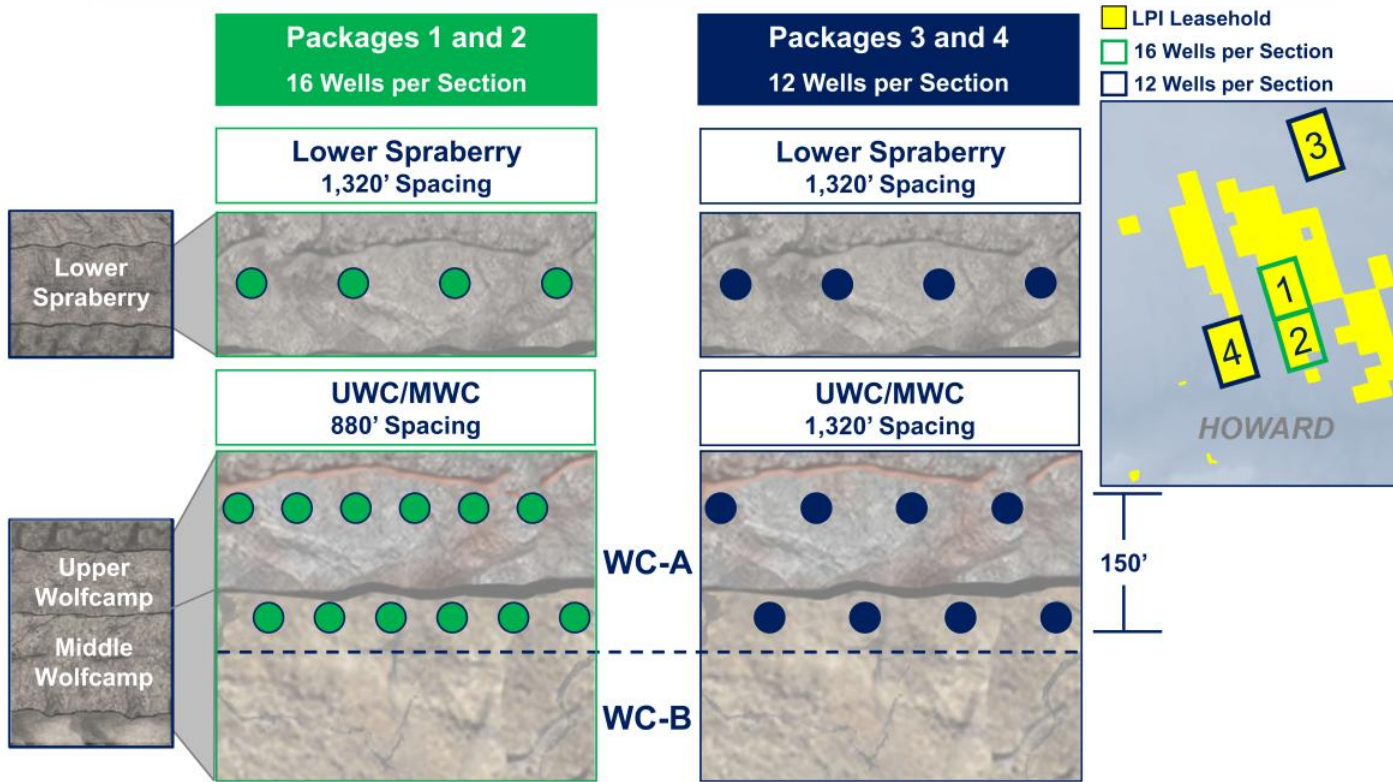 Packages 1 and 2
16 Wells per Section
Packages 3 and 4
12 Wells per Section
LPI Leasehold
16 Wells per Section
12 Wells per Section
Lower Spraberry
1,320’ Spacing
Lower Spraberry
1,320’ Spacing
Lower
Spraberry
3
1
2
4
HOWARD
UWC/MWC
880’ Spacing
UWC/MWC
1,320’ Spacing
Upper
Wolfcamp
Middle
Wolfcamp
WC-A
WC-B
150’